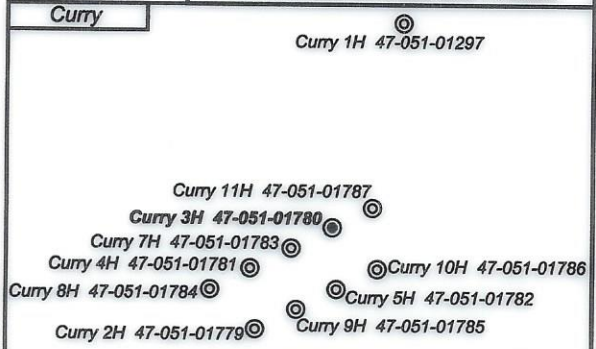 Curry
Curry 1H 47-051-01297
Curry 11H 47-051-01787
Curry 3H 47-051-01780
Curry 7H 47-051-01783
Curry 4H 47-051-01781
Curry 10H 47-051-01786
Curry 8H 47-051-01784
Curry 5H 47-051-01782
Curry 9H 47-051-01785
Curry 2H 47-051-01779